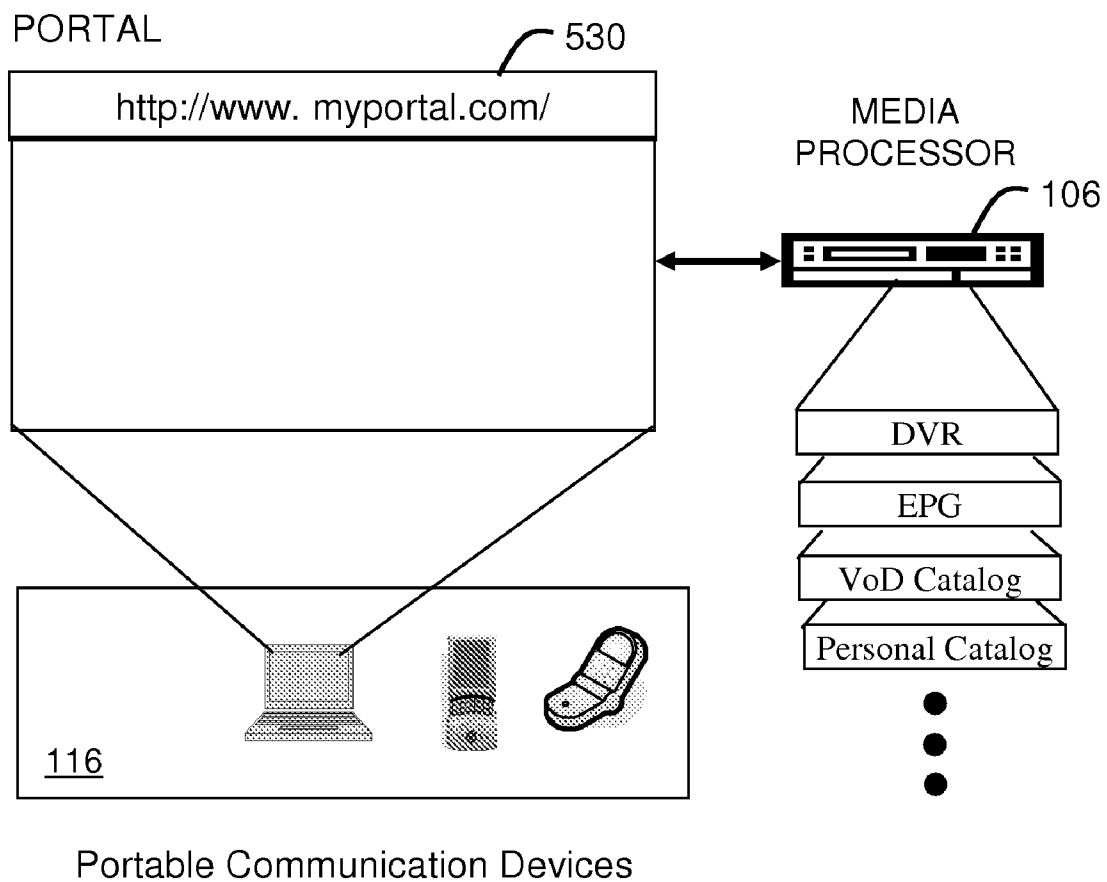 PORTAL
530
http://www. myportal.com/
MEDIA
PROCESSOR
106
DVR
EPG
VoD Catalog
Personal Catalog
116
Portable Communication Devices